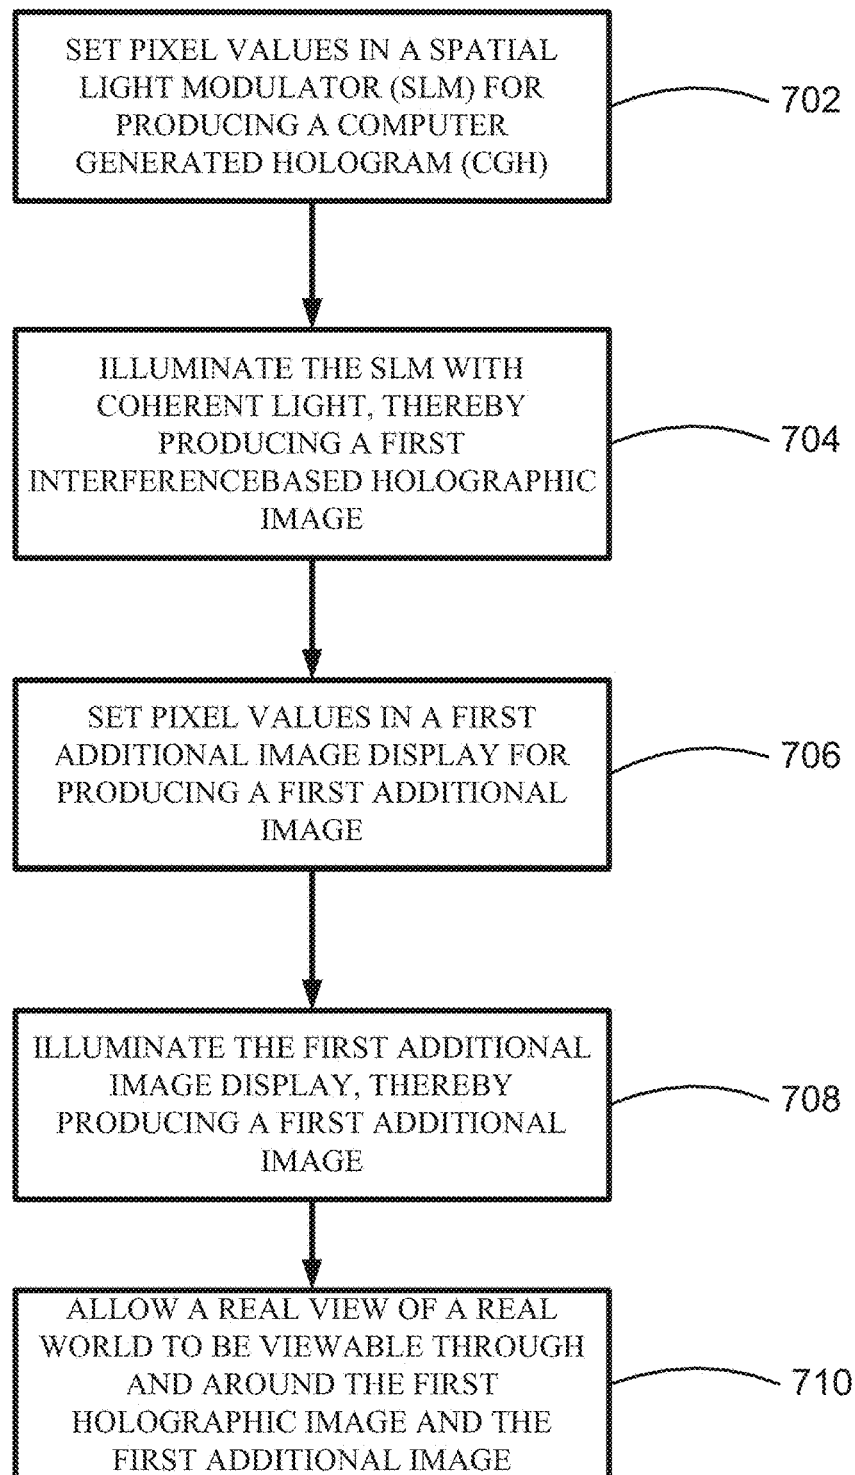 SET PIXEL VALUES IN A SPATIAL
LIGHT MODULATOR (SLM) FOR
PRODUCING A COMPUTER
GENERATED HOLOGRAM (CGH)
702
ILLUMINATE THE SLM WITH
COHERENT LIGHT, THEREBY
PRODUCING A FIRST
INTERFERENCEBASED HOLOGRAPHIC
IMAGE
704
SET PIXEL VALUES IN A FIRST
ADDITIONAL IMAGE DISPLAY FOR
PRODUCING A FIRST ADDITIONAL
IMAGE
706
ILLUMINATE THE FIRST ADDITIONAL
IMAGE DISPLAY, THEREBY
PRODUCING A FIRST ADDITIONAL
IMAGE
708
ALLOW A REAL VIEW OF A REAL
WORLD TO BE VIEWABLE THROUGH
AND AROUND THE FIRST
HOLOGRAPHIC IMAGE AND THE
FIRST ADDITIONAL IMAGE
710